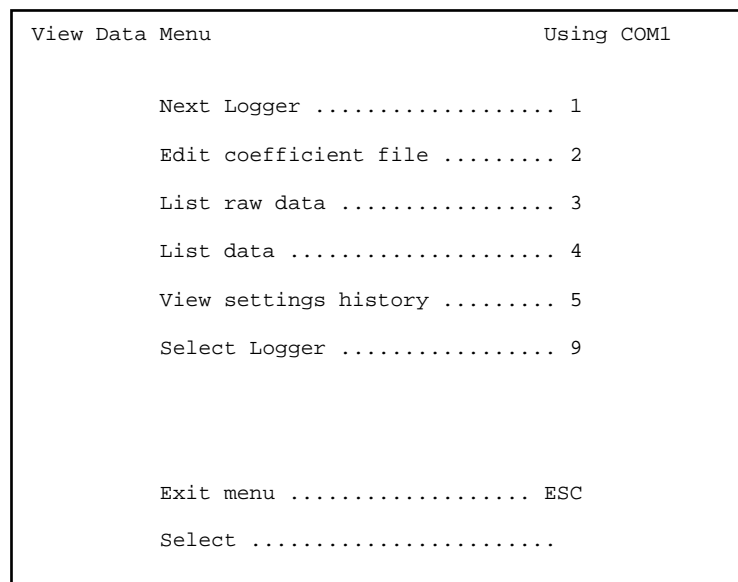 View Data Menu Using COM1
Next Logger ................... 1
Edit coefficient file ......... 2
List raw data ................. 3
List data ..................... 4
View settings history ......... 5
Select Logger ................. 9
Exit menu ................... ESC
Select ........................